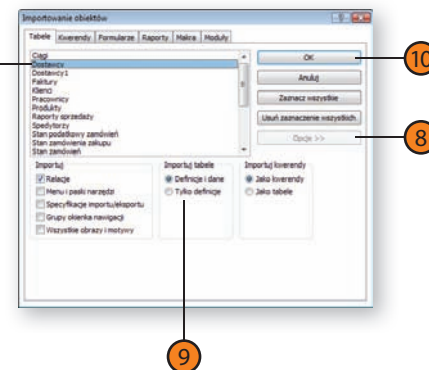 Importowanie obiektów
Tabele Kwerendy Formularze Raporty Makra Moduły
Ciągi
Dostawcy
Dostawcy1
Faktury
Klienci
Pracownicy
Produkty
Raporty sprzedaży
Spedytorzy
Stan podatkowy zamówień
Stan zamówienia zakupu
Stan zamówień
OK
Anuluj
Zaznacz wszystkie
Usuń zaznaczenie wszystkich
Opcje >>
10
8
Importuj
Relacje
Menu i paski narzędzi
Specyfikacje importu/eksportu
Grupy okienka nawigacji
Wszystkie obrazy i motywy
Importuj tabele
Definicje i dane
Tylko definicje
Importuj kwerendy
Jako kwerendy
Jako tabele
9